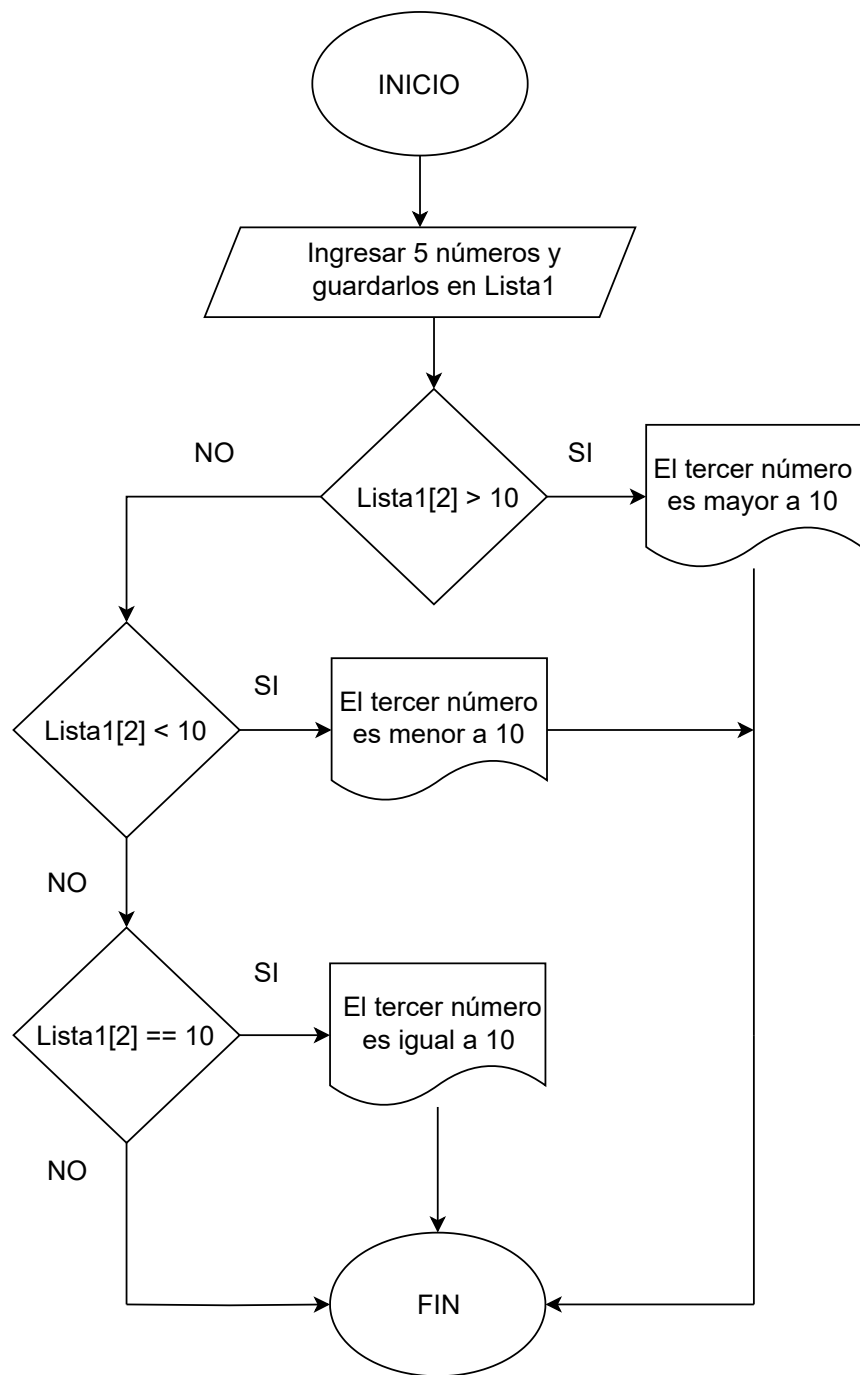 INICIO
Ingresar 5 números y
guardarlos en Lista1
NO
SI
Lista1[2] > 10
El tercer número
es mayor a 10
SI
Lista1[2] < 10
El tercer número
es menor a 10
NO
SI
Lista1[2] == 10
El tercer número
es igual a 10
NO
FIN